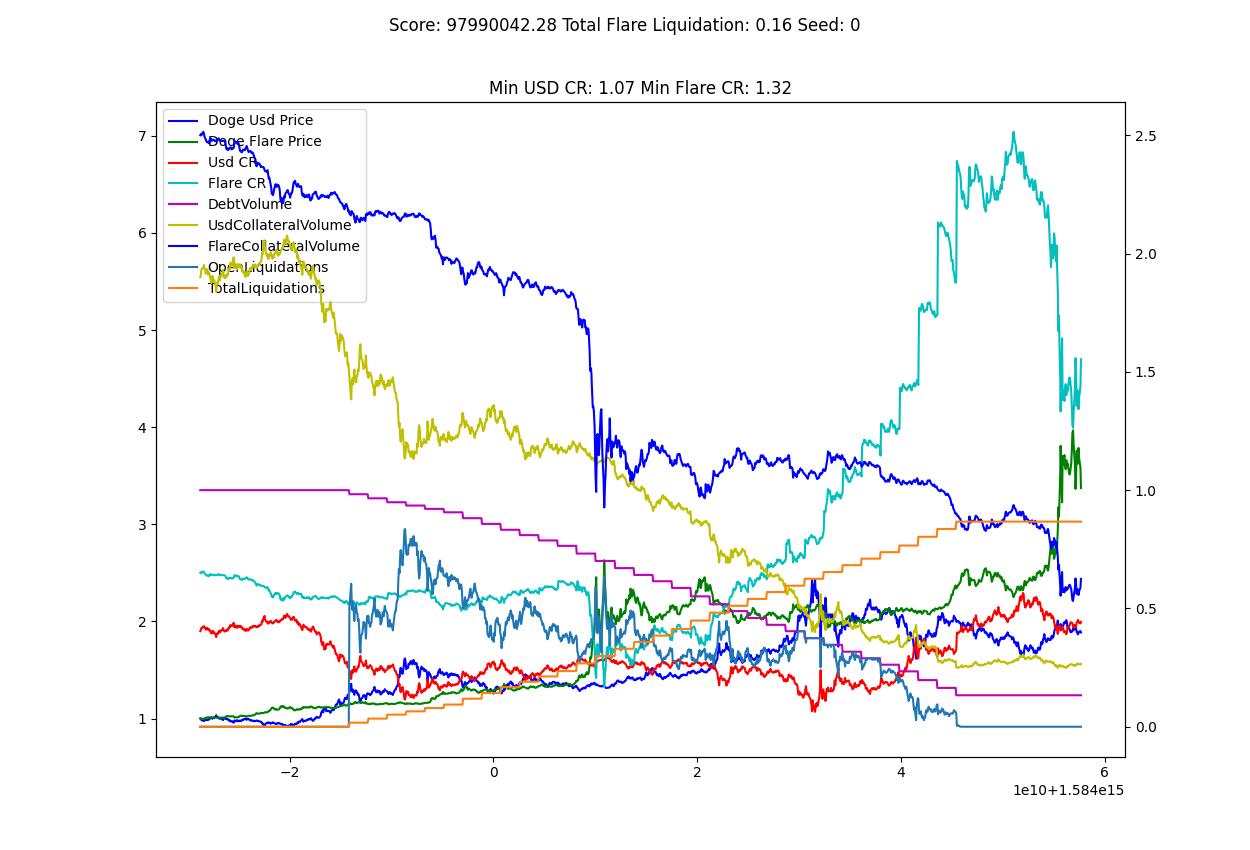 Score: 97990042.28 Total Flare Liquidation: 0.16 Seed: 0
Min USD CR: 1.07 Min Flare CR: 1.32
Doge Usd Price
Doge Flare Price
Usd CR
Flare CR
DebtVolume
UsdCollateralVolume
FlareCollateralVolume
OpenLiquidations
TotalLiquidations
7
6
5
4
3
2
1
2.5
2.0
1.5
1.0
0.5
0.0
−2
0
2
4
6
1e10+1.584e15